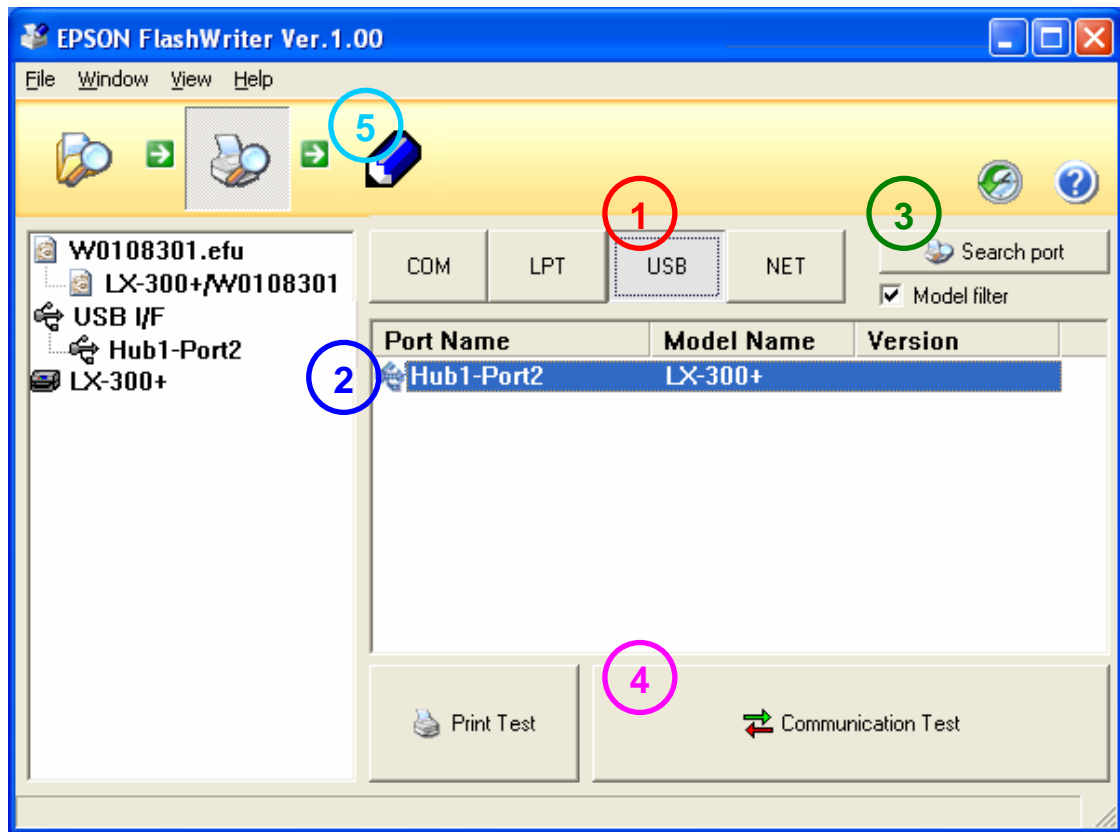 EPSON FlashWriter Ver.1.00
File Window View Help
5
1
3
W0108301.efu
LX-300+/W0108301
USB I/F
Hub1-Port2
LX-300+
COM LPT USB NET
Search port
Model filter
Port Name Model Name Version
2
Hub1-Port2 LX-300+
4
Print Test
Communication Test